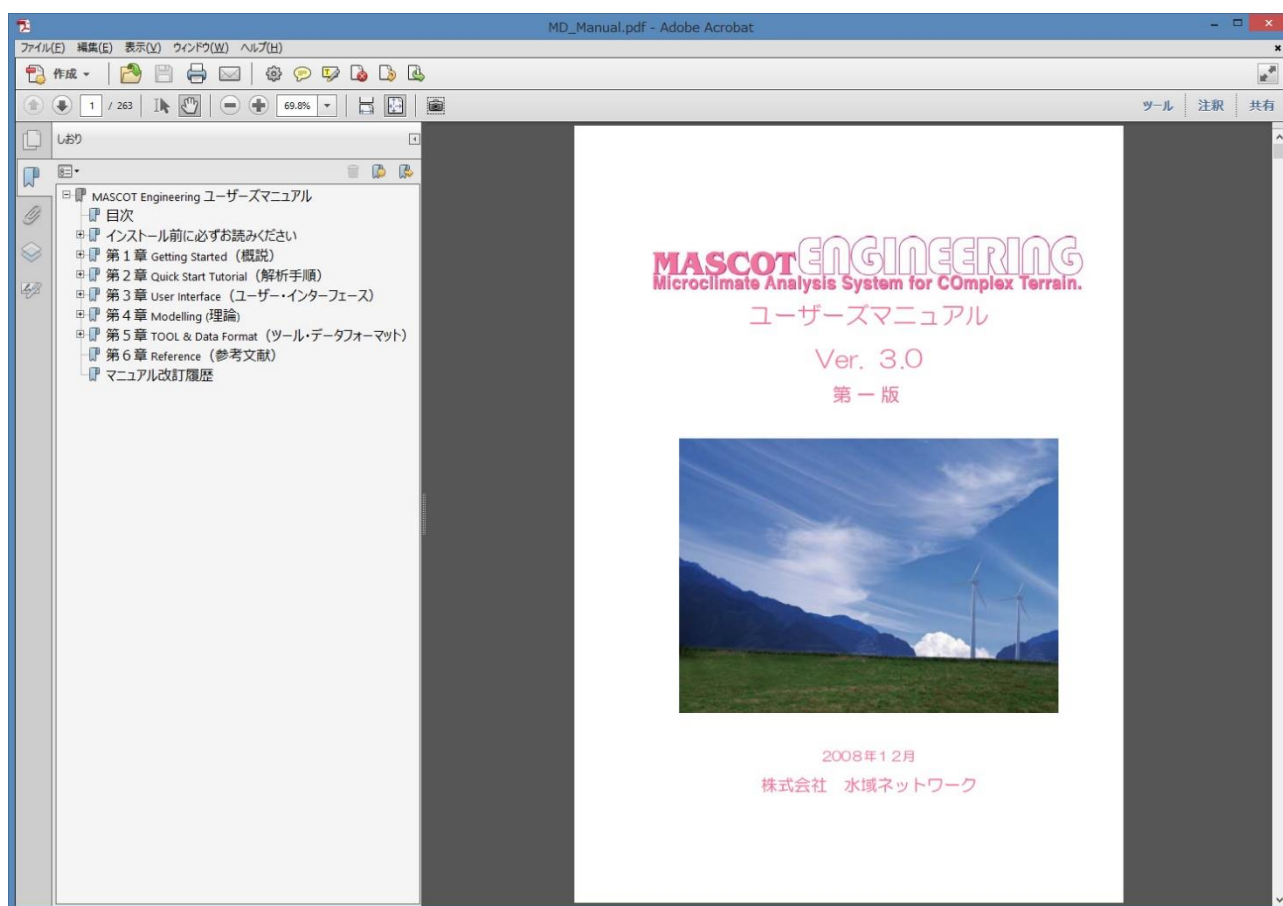 MD_Manual.pdf - Adobe Acrobat
ファイル(F) 編集(E) 表示(V) ウィンドウ(W) ヘルプ(H)
作成
1 / 263 69.8% ツール 注釈 共有
しおり
MASCOT Engineering ユーザーズマニュアル
目次
インストール前に必ずお読みください
第1章 Getting Started（概説）
第2章 Quick Start Tutorial（解析手順）
第3章 User Interface（ユーザー・インターフェース）
第4章 Modelling (理論)
第5章 TOOL & Data Format（ツール・データフォーマット）
第6章 Reference（参考文献）
マニュアル改訂履歴
MASCOT ENGINEERING
Microclimate Analysis System for COmplex Terrain.
ユーザーズマニュアル
Ver. 3.0
第一版
2008年12月
株式会社 水域ネットワーク